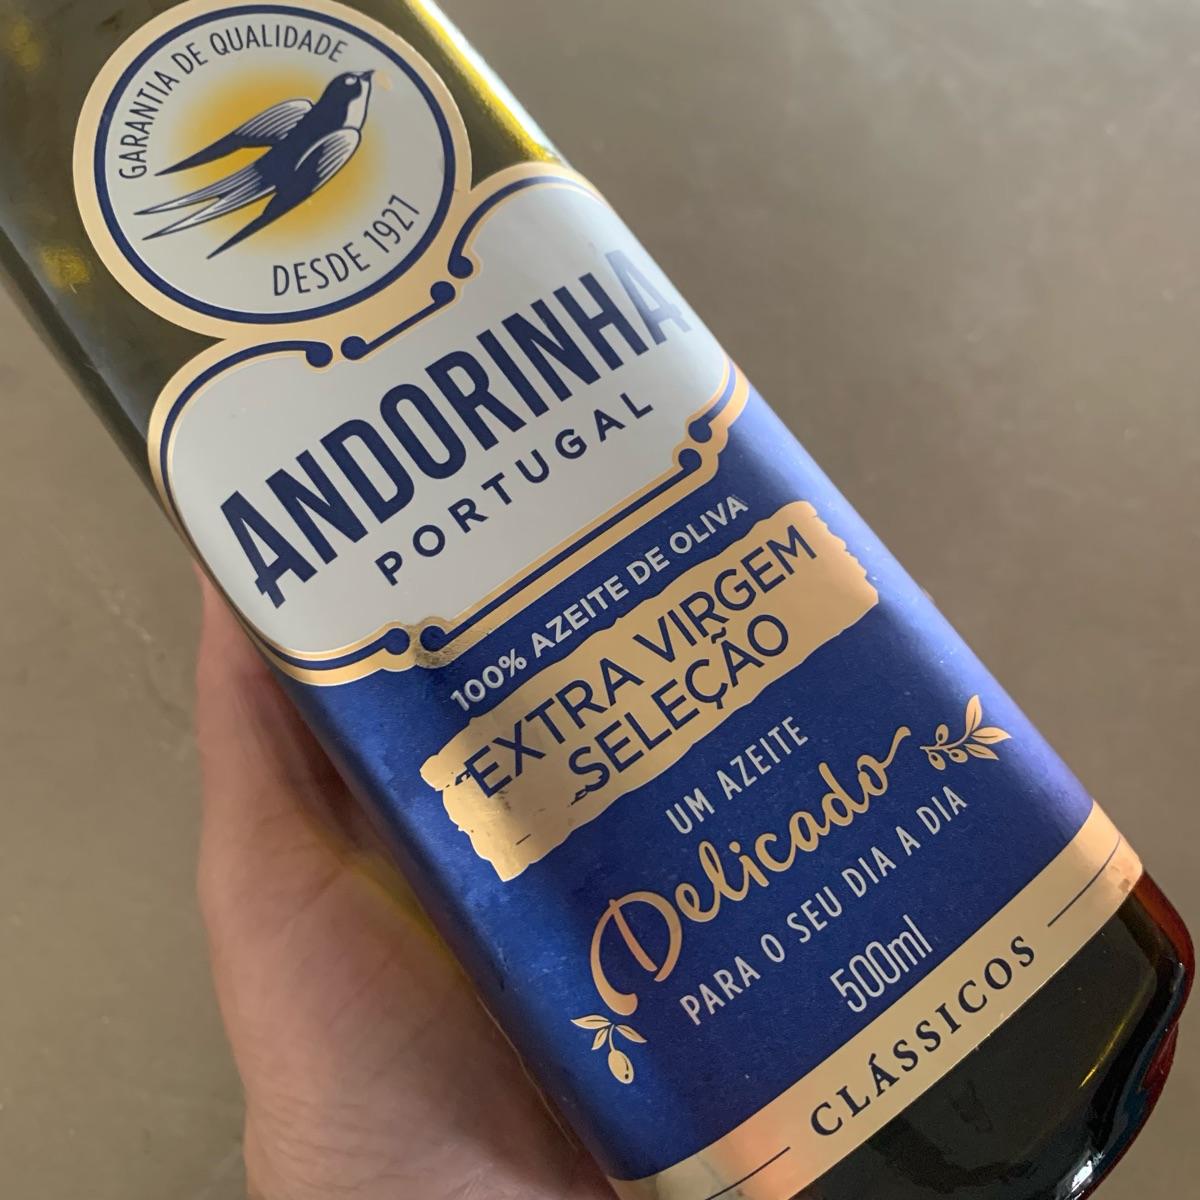 GARANTIA DE QUALIDADE
DESDE 1927
ANDORINHA
PORTUGAL
100% AZEITE DE OLIVA
EXTRA VIRGEM
SELEÇÃO
UM AZEITE
Delicado
PARA O SEU DIA A DIA
500ml
CLÁSSICOS